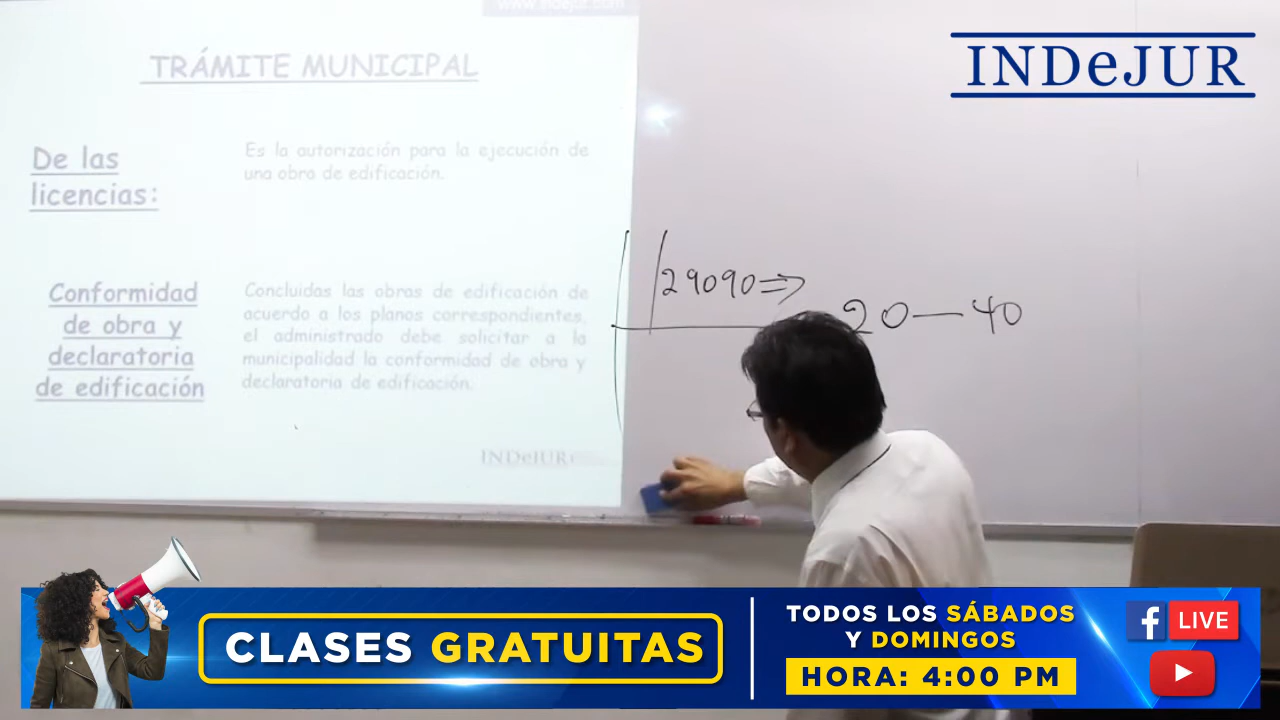 www.indejur.com
INDeJUR
TRÁMITE MUNICIPAL
De las
licencias:
Es la autorización para la ejecución de
una obra de edificación.
Conformidad
de obra y
declaratoria
de edificación
Concluidas las obras de edificación de
acuerdo a los planos correspondientes,
el administrado debe solicitar a la
municipalidad la conformidad de obra y
declaratoria de edificación.
INDeJUR
29090⇒
20—40
CLASES GRATUITAS
TODOS LOS SÁBADOS
Y DOMINGOS
HORA: 4:00 PM
f LIVE